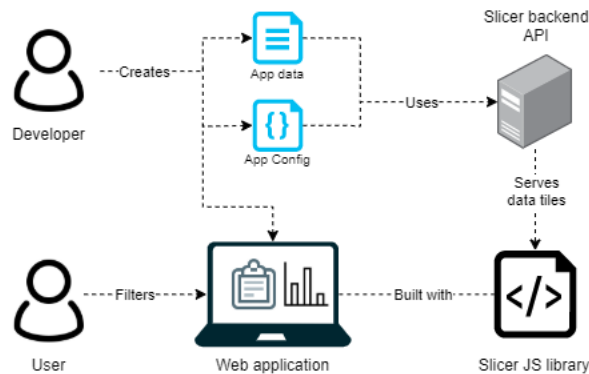 Slicer backend
API
Creates
App data
Uses
Developer
App Config
Serves
data tiles
Filters
Built with
User
Web application
Slicer JS library